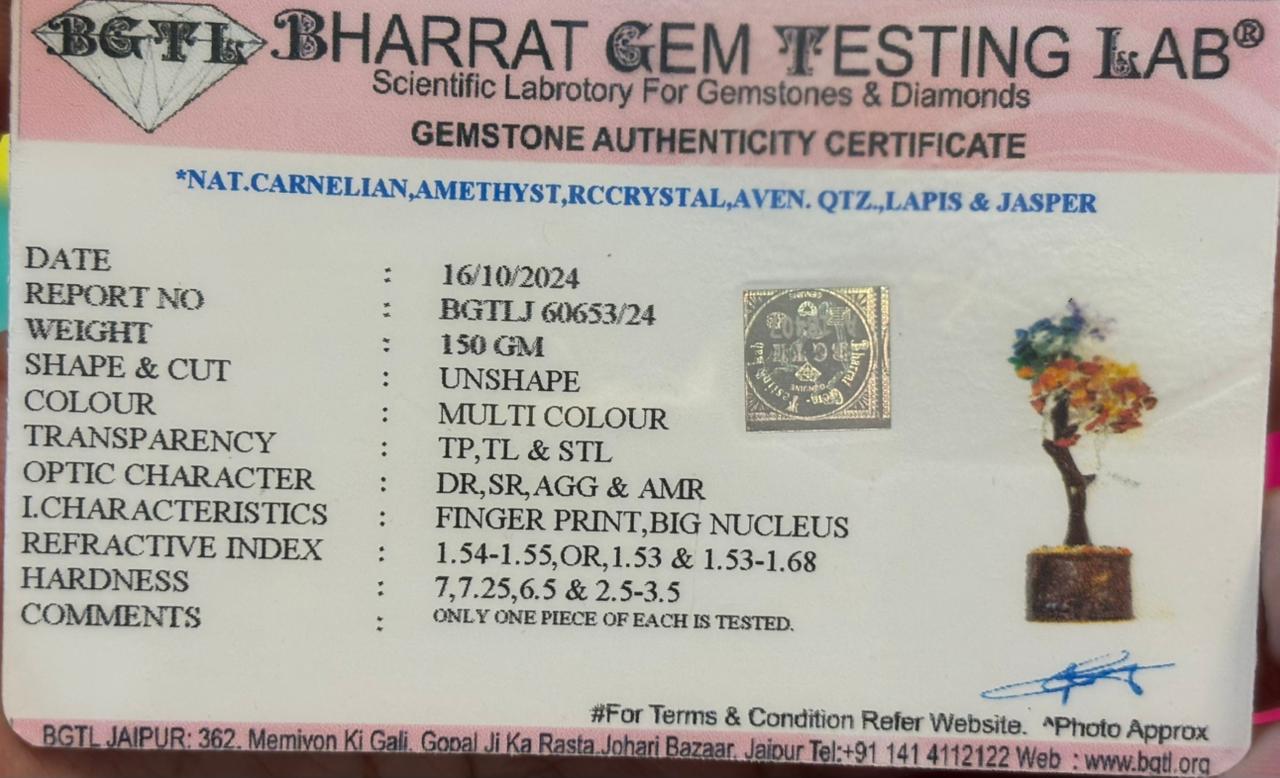 BGTL BHARRAT GEM TESTING LAB®
Scientific Labrotory For Gemstones & Diamonds
GEMSTONE AUTHENTICITY CERTIFICATE
*NAT.CARNELIAN,AMETHYST,RCCRYSTAL,AVEN. QTZ.,LAPIS & JASPER
DATE : 16/10/2024
REPORT NO : BGTLJ 60653/24
WEIGHT : 150 GM
SHAPE & CUT : UNSHAPE
COLOUR : MULTI COLOUR
TRANSPARENCY : TP,TL & STL
OPTIC CHARACTER : DR,SR,AGG & AMR
I.CHARACTERISTICS : FINGER PRINT,BIG NUCLEUS
REFRACTIVE INDEX : 1.54-1.55,OR,1.53 & 1.53-1.68
HARDNESS : 7,7.25,6.5 & 2.5-3.5
COMMENTS : ONLY ONE PIECE OF EACH IS TESTED.
Bharrat Gem Testing Lab
#For Terms & Condition Refer Website. ^Photo Approx
BGTL JAIPUR: 362, Memiyon Ki Gali, Gopal Ji Ka Rasta,Johari Bazaar, Jaipur Tel:+91 141 4112122 Web : www.bgtl.org